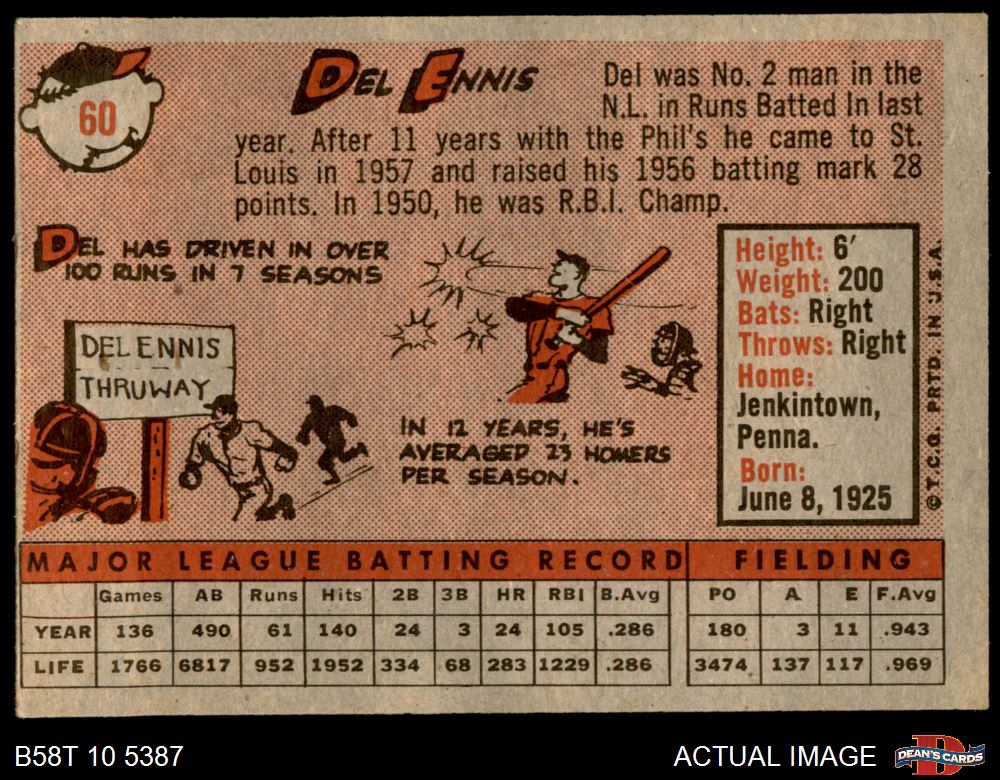 60
DEL ENNIS
Del was No. 2 man in the
N.L. in Runs Batted In last
year. After 11 years with the Phil's he came to St.
Louis in 1957 and raised his 1956 batting mark 28
points. In 1950, he was R.B.I. Champ.
DEL HAS DRIVEN IN OVER
100 RUNS IN 7 SEASONS
DEL ENNIS
THRUWAY
IN 12 YEARS, HE'S
AVERAGED 23 HOMERS
PER SEASON.
Height: 6'
Weight: 200
Bats: Right
Throws: Right
Home:
Jenkintown,
Penna.
Born:
June 8, 1925
© T.C.G. PRTD. IN U.S.A.
MAJOR LEAGUE BATTING RECORD FIELDING
Games AB Runs Hits 2B 3B HR RBI B.Avg PO A E F.Avg
YEAR 136 490 61 140 24 3 24 105 .286 180 3 11 .943
LIFE 1766 6817 952 1952 334 68 283 1229 .286 3474 137 117 .969
B58T 10 5387 ACTUAL IMAGE DEAN'S CARDS